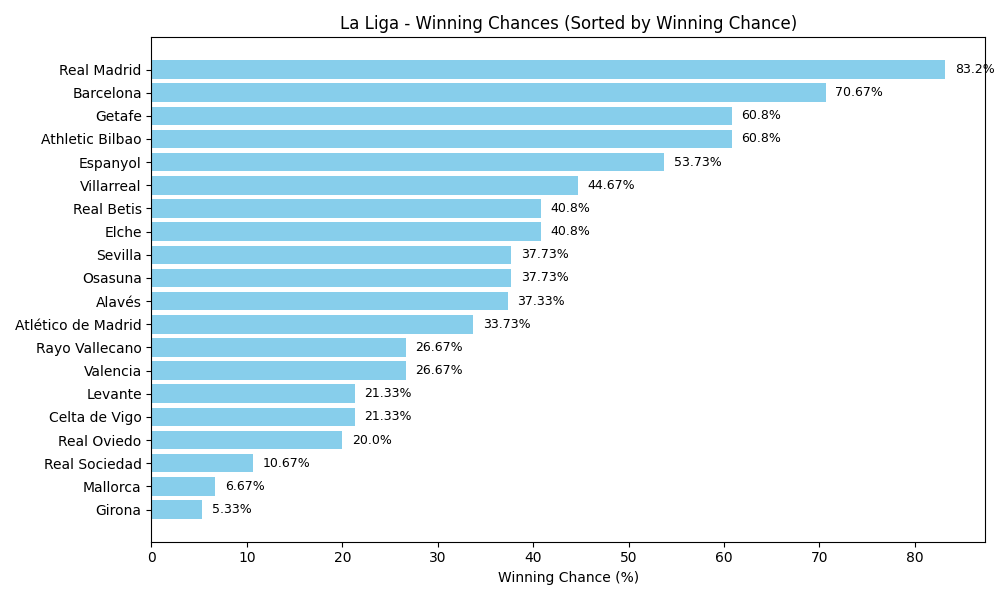 La Liga - Winning Chances (Sorted by Winning Chance)
Real Madrid 83.2%
Barcelona 70.67%
Getafe 60.8%
Athletic Bilbao 60.8%
Espanyol 53.73%
Villarreal 44.67%
Real Betis 40.8%
Elche 40.8%
Sevilla 37.73%
Osasuna 37.73%
Alavés 37.33%
Atlético de Madrid 33.73%
Rayo Vallecano 26.67%
Valencia 26.67%
Levante 21.33%
Celta de Vigo 21.33%
Real Oviedo 20.0%
Real Sociedad 10.67%
Mallorca 6.67%
Girona 5.33%
0 10 20 30 40 50 60 70 80
Winning Chance (%)